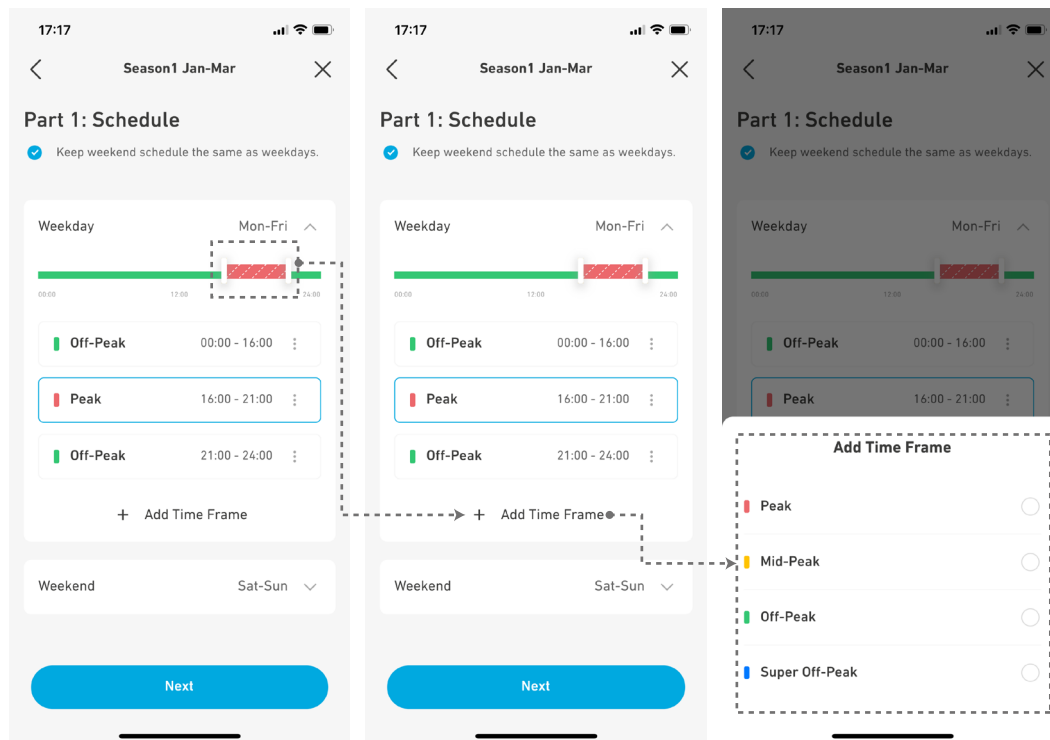 17:17
Season1 Jan-Mar
Part 1: Schedule
Keep weekend schedule the same as weekdays.
Weekday Mon-Fri
00:00 12:00 24:00
Off-Peak 00:00 - 16:00
Peak 16:00 - 21:00
Off-Peak 21:00 - 24:00
+ Add Time Frame
Weekend Sat-Sun
Next
17:17
Season1 Jan-Mar
Part 1: Schedule
Keep weekend schedule the same as weekdays.
Weekday Mon-Fri
00:00 12:00 24:00
Off-Peak 00:00 - 16:00
Peak 16:00 - 21:00
Off-Peak 21:00 - 24:00
+ Add Time Frame
Weekend Sat-Sun
Next
17:17
Season1 Jan-Mar
Part 1: Schedule
Keep weekend schedule the same as weekdays.
Weekday Mon-Fri
00:00 12:00 24:00
Off-Peak 00:00 - 16:00
Peak 16:00 - 21:00
Add Time Frame
Peak
Mid-Peak
Off-Peak
Super Off-Peak